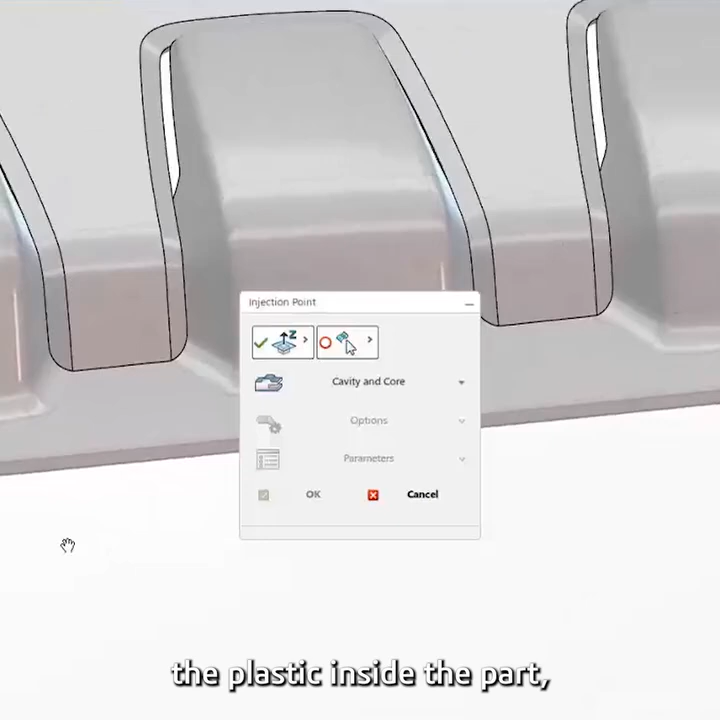 Injection Point
Z
Cavity and Core
Options
Parameters
OK
Cancel
the plastic inside the part,